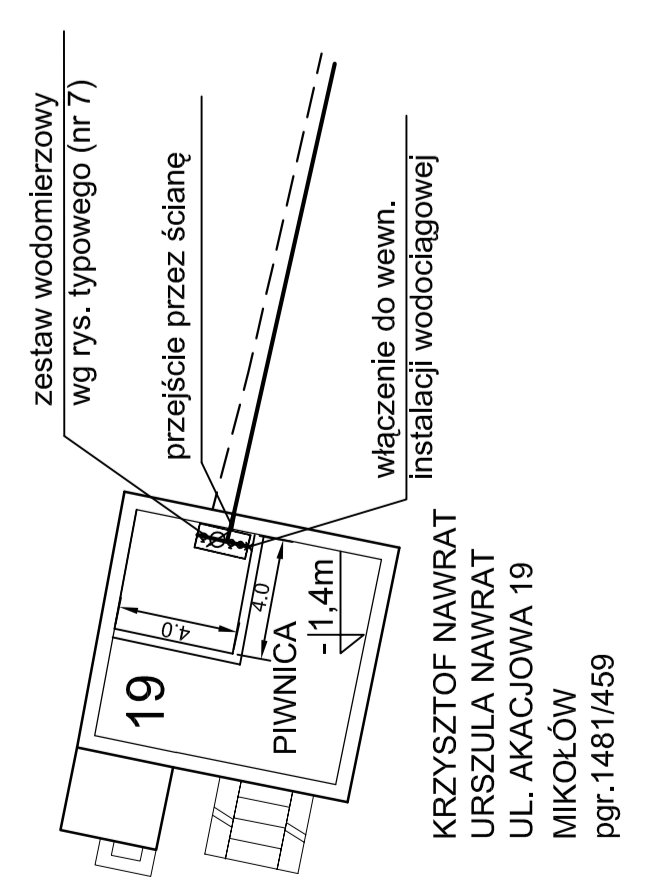 zestaw wodomierzowy
wg rys. typowego (nr 7)
przejście przez ścianę
włączenie do wewn.
instalacji wodociągowej
19
4.0
4.0
PIWNICA
-1,4m
KRZYSZTOF NAWRAT
URSZULA NAWRAT
UL. AKACJOWA 19
MIKOŁÓW
pgr.1481/459